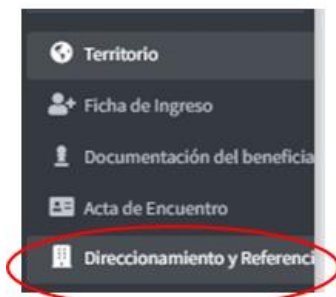 Territorio
Ficha de Ingreso
Documentación del beneficia
Acta de Encuentro
Direccionamiento y Referenci